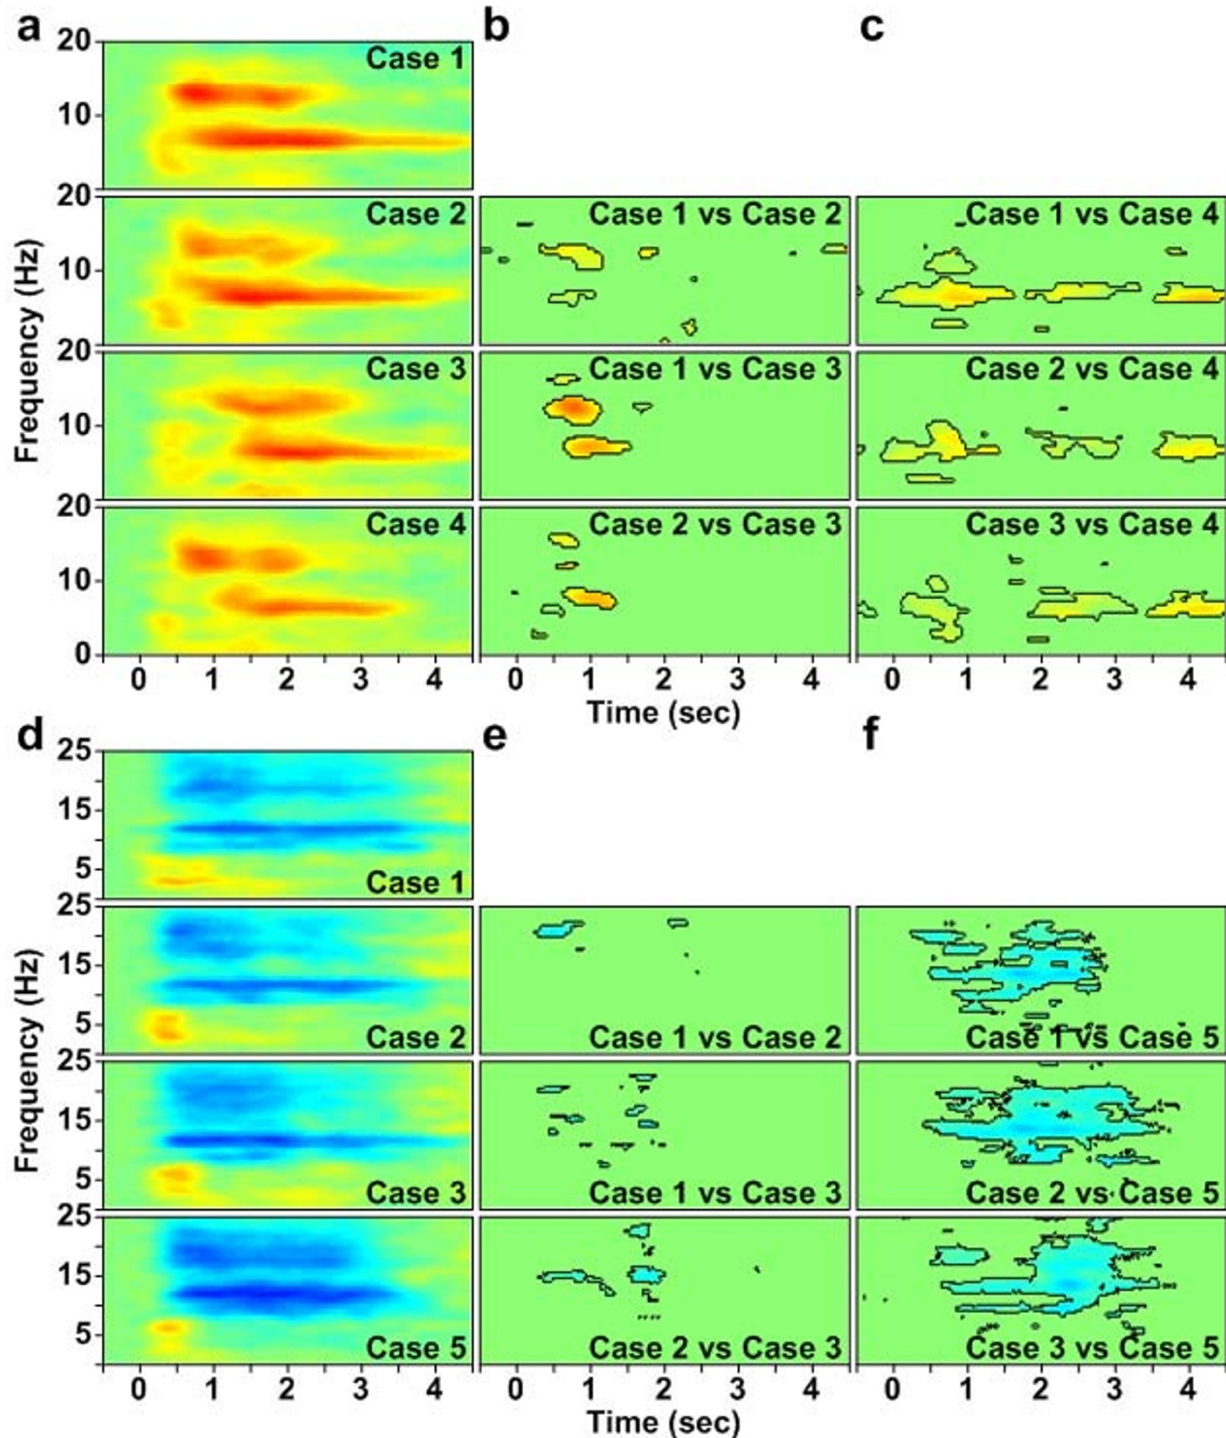 a
b
c
20
Case 1
10
20
20
Case 2
Case 1 vs Case 2
Case 1 vs Case 4
10
Frequency (Hz)
20
Case 3
Case 1 vs Case 3
Case 2 vs Case 4
10
20
Case 4
Case 2 vs Case 3
Case 3 vs Case 4
10
0
0 1 2 3 4
0 1 2 3 4
0 1 2 3 4
Time (sec)
d
e
f
25
15
5
Case 1
25
25
15
5
Case 2
Case 1 vs Case 2
Case 1 vs Case 5
Frequency (Hz)
25
15
5
Case 3
Case 1 vs Case 3
Case 2 vs Case 5
25
15
5
Case 5
Case 2 vs Case 3
Case 3 vs Case 5
0 1 2 3 4
0 1 2 3 4
0 1 2 3 4
Time (sec)